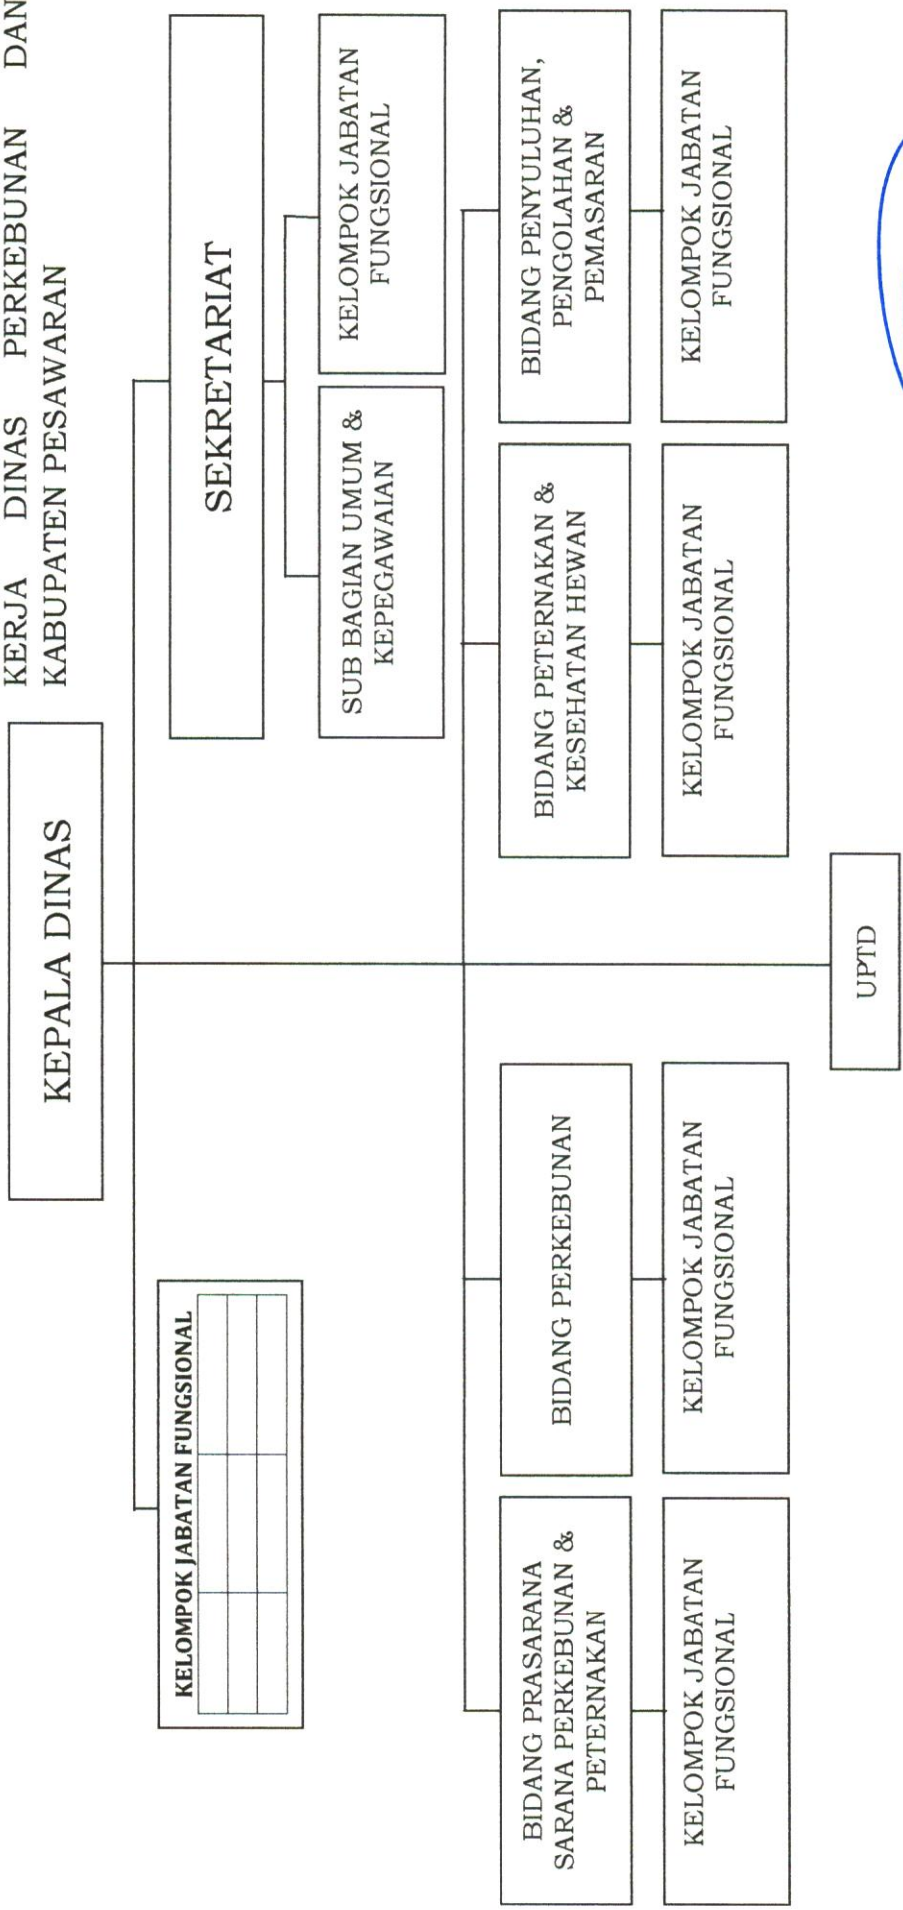 KERJA DINAS PERKEBUNAN DAN
KABUPATEN PESAWARAN
KEPALA DINAS
KELOMPOK JABATAN FUNGSIONAL
SEKRETARIAT
SUB BAGIAN UMUM &
KEPEGAWAIAN
KELOMPOK JABATAN
FUNGSIONAL
BIDANG PRASARANA
SARANA PERKEBUNAN &
PETERNAKAN
BIDANG PERKEBUNAN
BIDANG PETERNAKAN &
KESEHATAN HEWAN
BIDANG PENYULUHAN,
PENGOLAHAN &
PEMASARAN
KELOMPOK JABATAN
FUNGSIONAL
KELOMPOK JABATAN
FUNGSIONAL
KELOMPOK JABATAN
FUNGSIONAL
KELOMPOK JABATAN
FUNGSIONAL
UPTD